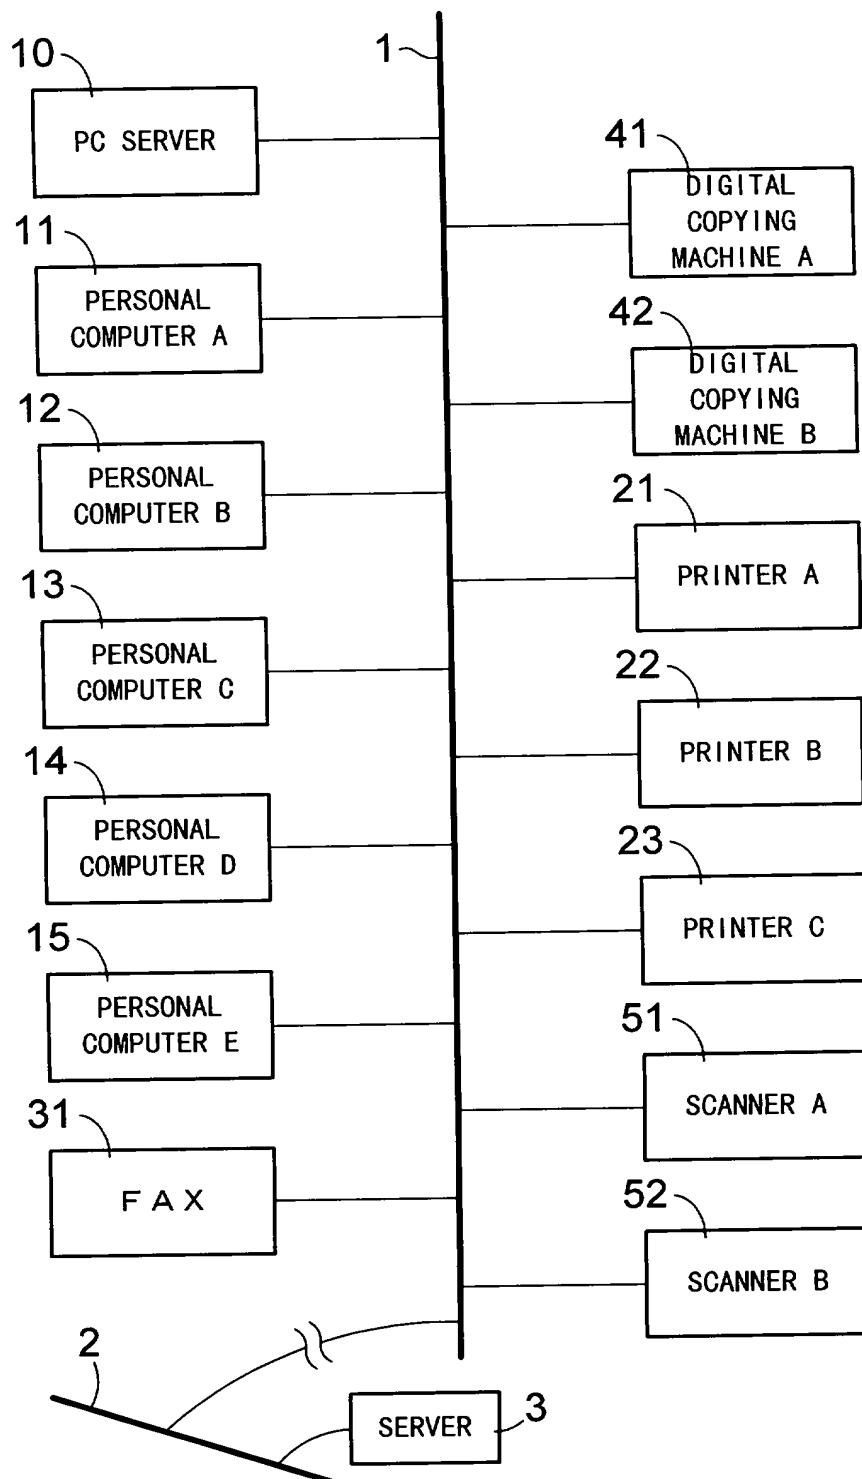 1
10
PC SERVER
11
PERSONAL
COMPUTER A
12
PERSONAL
COMPUTER B
13
PERSONAL
COMPUTER C
14
PERSONAL
COMPUTER D
15
PERSONAL
COMPUTER E
31
FAX
41
DIGITAL
COPYING
MACHINE A
42
DIGITAL
COPYING
MACHINE B
21
PRINTER A
22
PRINTER B
23
PRINTER C
51
SCANNER A
52
SCANNER B
2
SERVER
3